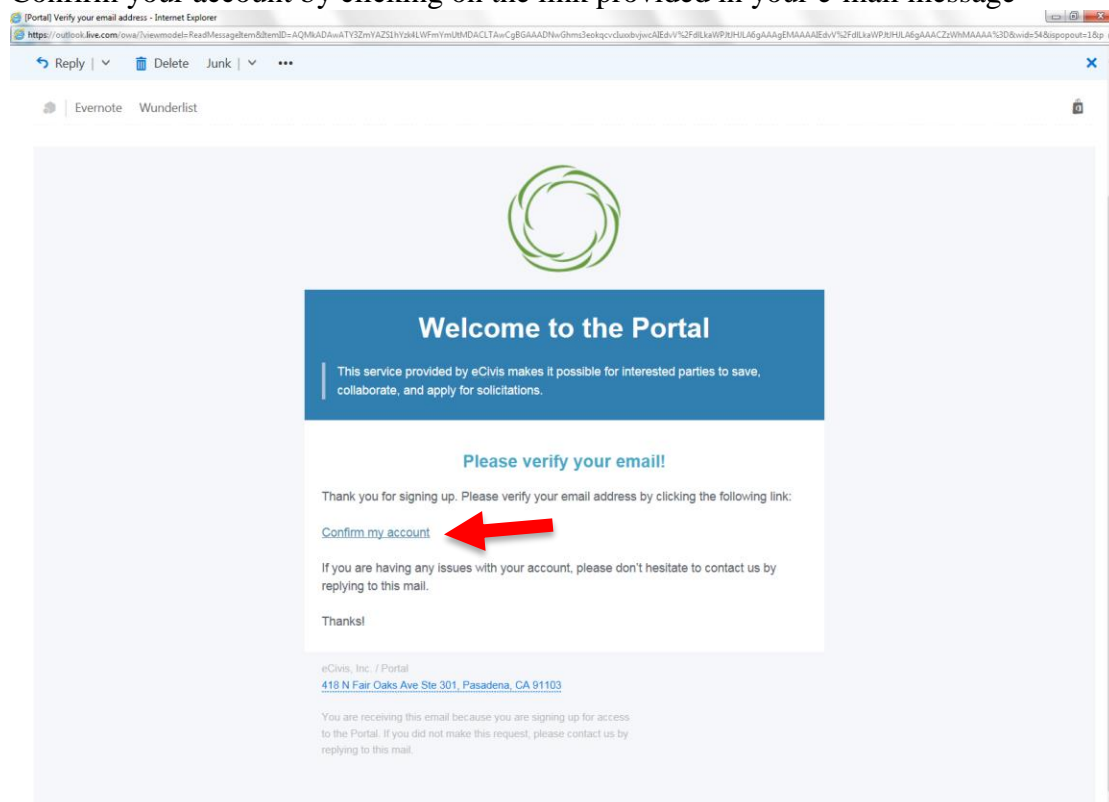 Confirm your account by clicking on the link provided in your e-mail message
[Portal] Verify your email address - Internet Explorer
Reply | Delete Junk | •••
Evernote Wunderlist
Welcome to the Portal
This service provided by eCivis makes it possible for interested parties to save,
collaborate, and apply for solicitations.
Please verify your email!
Thank you for signing up. Please verify your email address by clicking the following link:
Confirm my account
If you are having any issues with your account, please don't hesitate to contact us by
replying to this mail.
Thanks!
eCivis, Inc. / Portal
418 N Fair Oaks Ave Ste 301, Pasadena, CA 91103
You are receiving this email because you are signing up for access
to the Portal. If you did not make this request, please contact us by
replying to this mail.